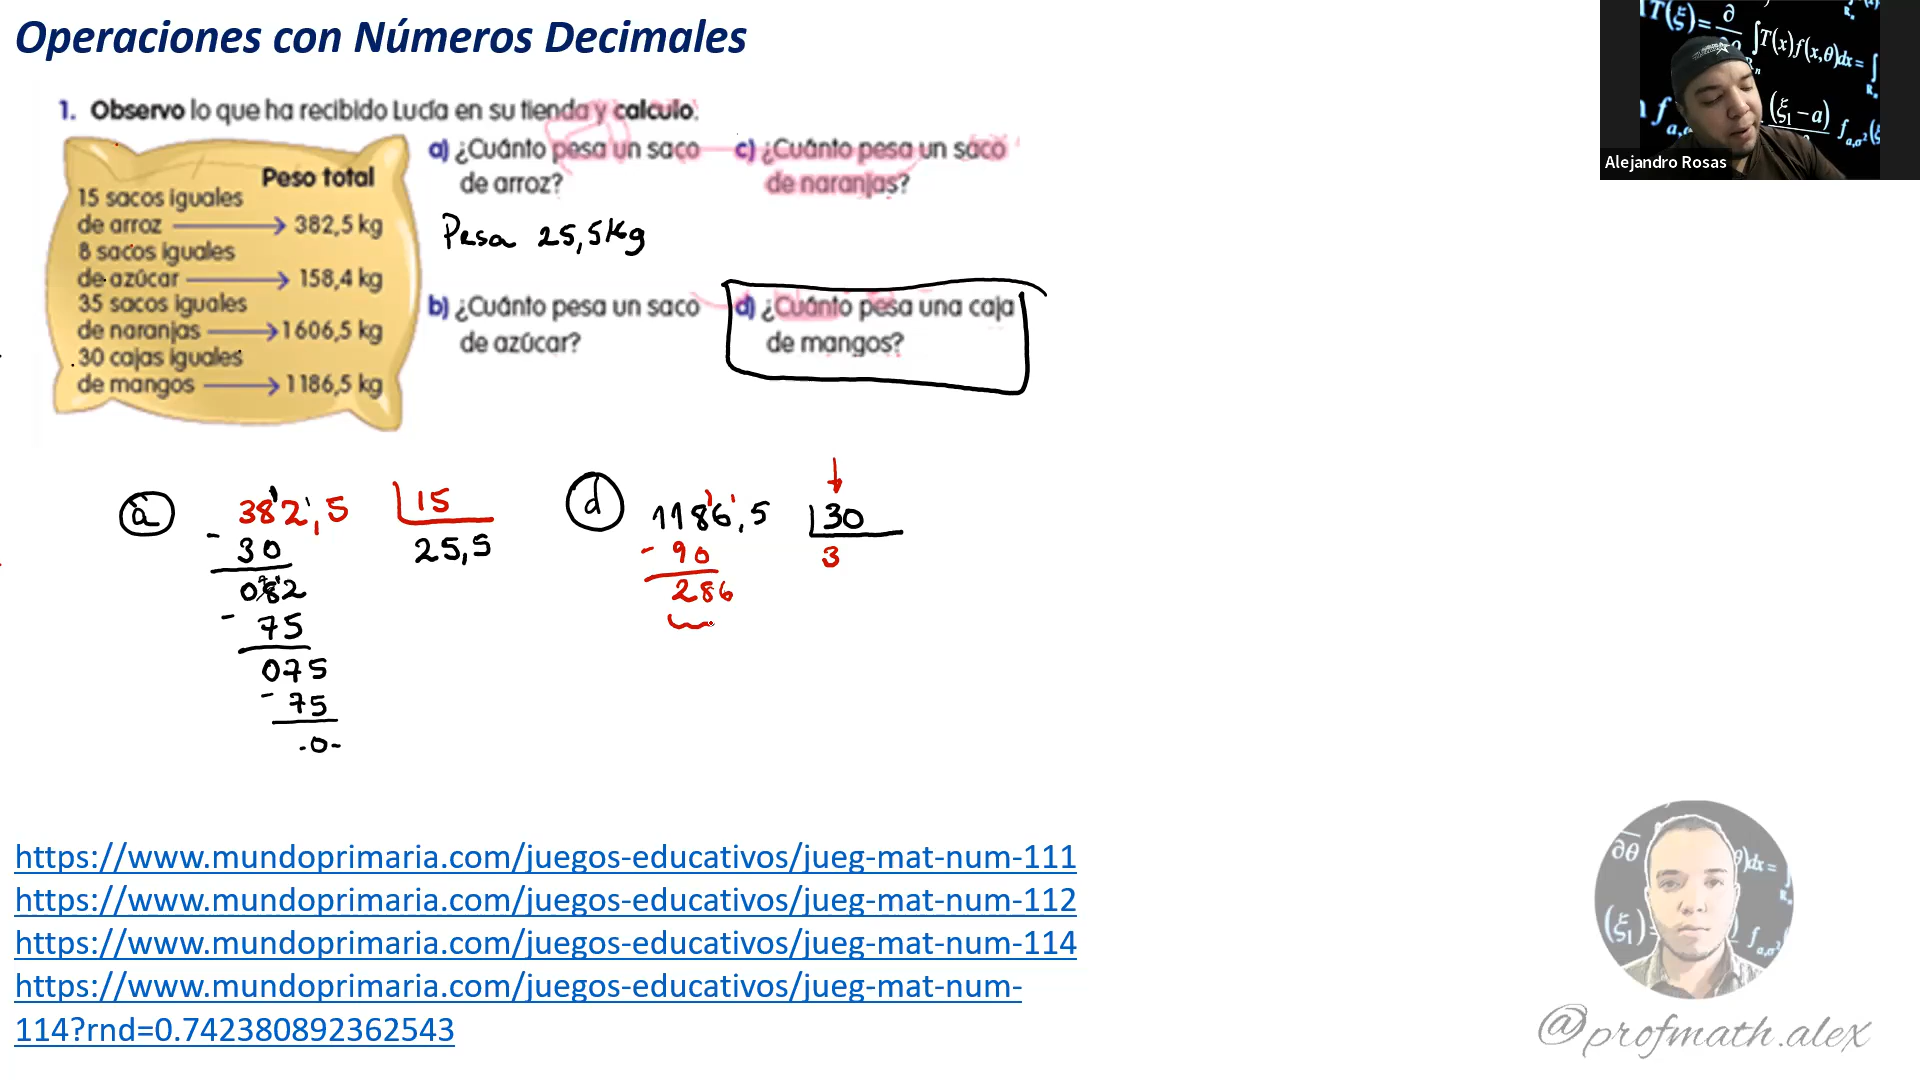 Operaciones con Números Decimales
1. Observo lo que ha recibido Lucía en su tienda y calculo.
Peso total
15 sacos iguales
de arroz → 382,5 kg
8 sacos iguales
de azúcar → 158,4 kg
35 sacos iguales
de naranjas → 1606,5 kg
30 cajas iguales
de mangos → 1186,5 kg
a) ¿Cuánto pesa un saco
de arroz?
Pesa 25,5Kg
b) ¿Cuánto pesa un saco
de azúcar?
c) ¿Cuánto pesa un saco
de naranjas?
d) ¿Cuánto pesa una caja
de mangos?
a 382,5 15
- 30 25,5
082
- 75
075
- 75
.0-
d 1186,5 30
- 90 3
286
https://www.mundoprimaria.com/juegos-educativos/jueg-mat-num-111
https://www.mundoprimaria.com/juegos-educativos/jueg-mat-num-112
https://www.mundoprimaria.com/juegos-educativos/jueg-mat-num-114
https://www.mundoprimaria.com/juegos-educativos/jueg-mat-num-
114?rnd=0.742380892362543
Alejandro Rosas
@profmath.alex